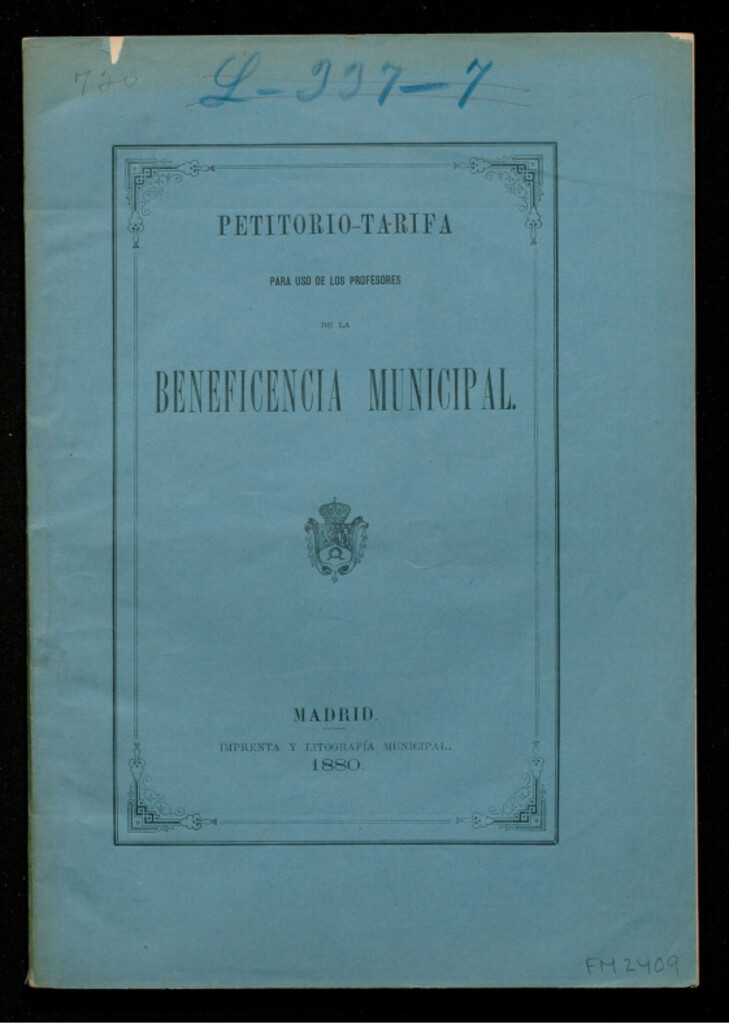 720
L-337-7
PETITORIO-TARIFA
PARA USO DE LOS PROFESORES
DE LA
BENEFICENCIA MUNICIPAL.
MADRID.
IMPRENTA Y LITOGRAFÍA MUNICIPAL.
1880.
FM2409